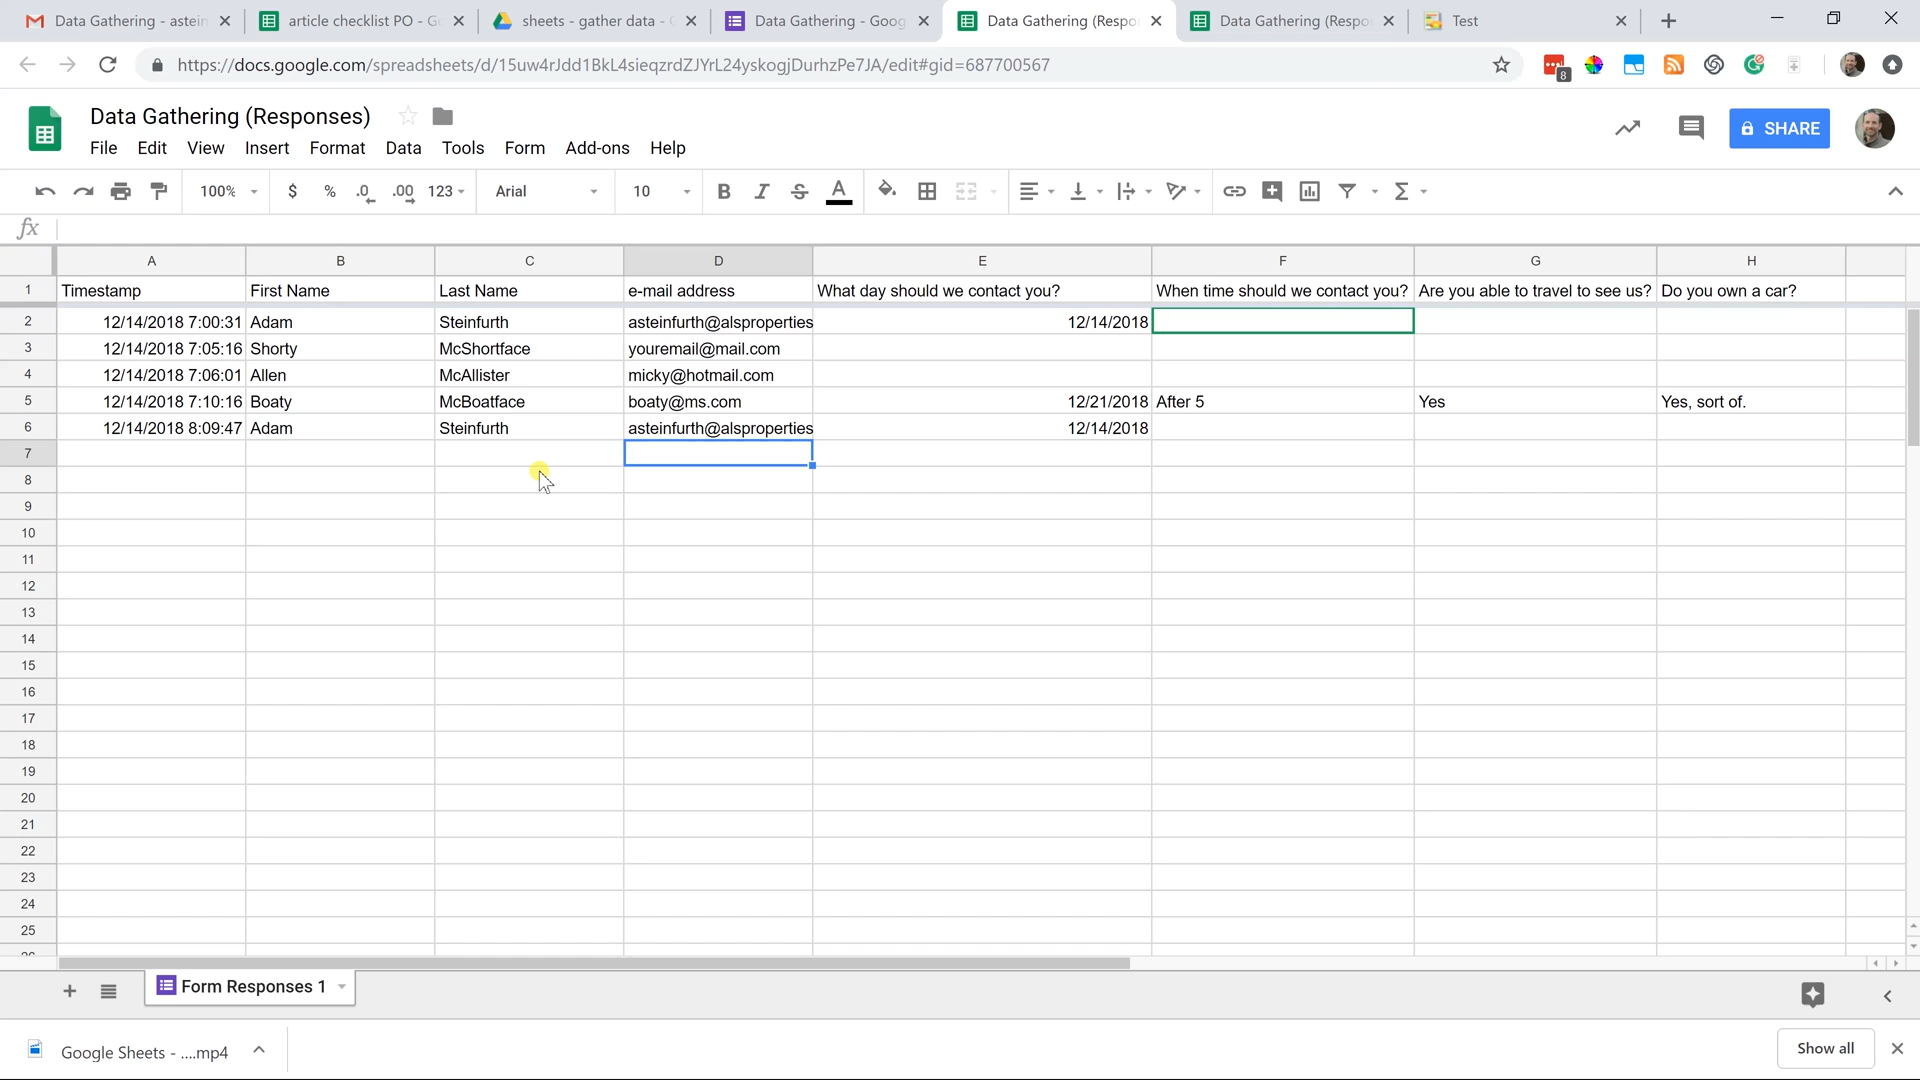 Data Gathering - astein
article checklist PO - G
sheets - gather data -
Data Gathering - Goog
Data Gathering (Respo
Data Gathering (Respo
Test
https://docs.google.com/spreadsheets/d/15uw4rJdd1BkL4sieqzrdZJYrL24yskogjDurhzPe7JA/edit#gid=687700567
8
Data Gathering (Responses)
SHARE
File Edit View Insert Format Data Tools Form Add-ons Help
100% $ % .0 .00 123 Arial 10 B I S A
fx
A B C D E F G H
1 Timestamp First Name Last Name e-mail address What day should we contact you? When time should we contact you? Are you able to travel to see us? Do you own a car?
2 12/14/2018 7:00:31 Adam Steinfurth asteinfurth@alsproperties 12/14/2018
3 12/14/2018 7:05:16 Shorty McShortface youremail@mail.com
4 12/14/2018 7:06:01 Allen McAllister micky@hotmail.com
5 12/14/2018 7:10:16 Boaty McBoatface boaty@ms.com 12/21/2018 After 5 Yes Yes, sort of.
6 12/14/2018 8:09:47 Adam Steinfurth asteinfurth@alsproperties 12/14/2018
7
8
9
10
11
12
13
14
15
16
17
18
19
20
21
22
23
24
25
Form Responses 1
Google Sheets - ....mp4
Show all